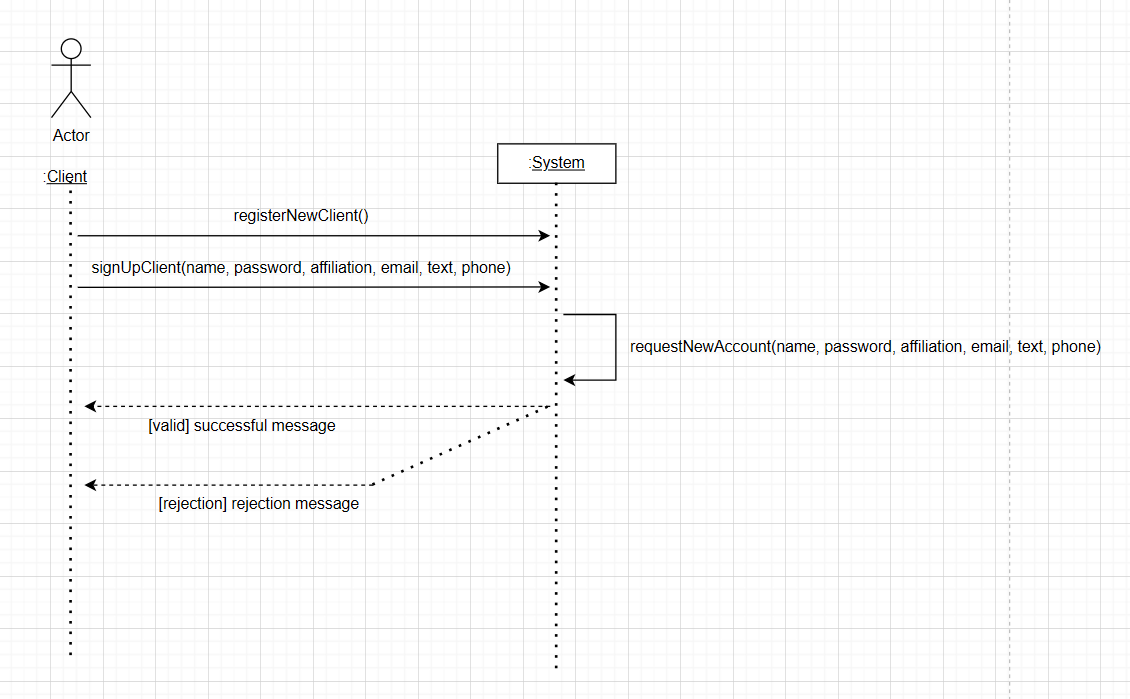 Actor
:System
:Client
registerNewClient()
signUpClient(name, password, affiliation, email, text, phone)
requestNewAccount(name, password, affiliation, email, text, phone)
[valid] successful message
[rejection] rejection message